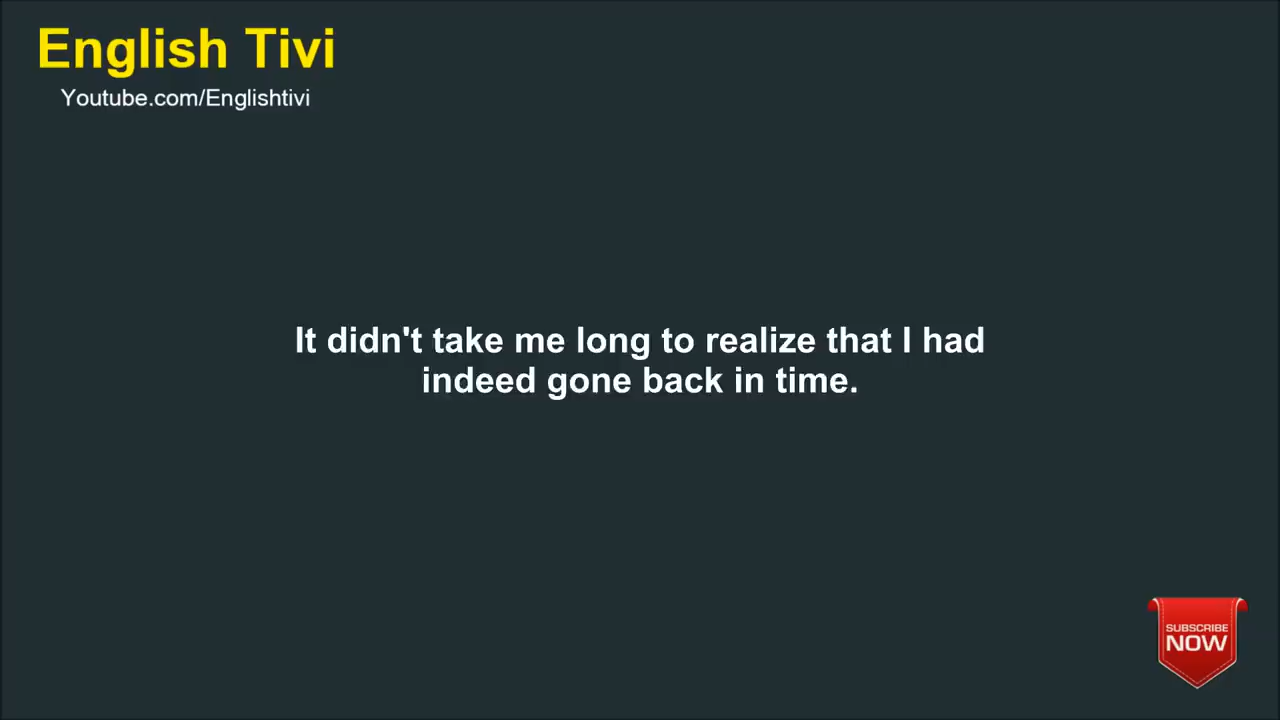 English Tivi
Youtube.com/Englishtivi
It didn't take me long to realize that I had
indeed gone back in time.
SUBSCRIBE
NOW